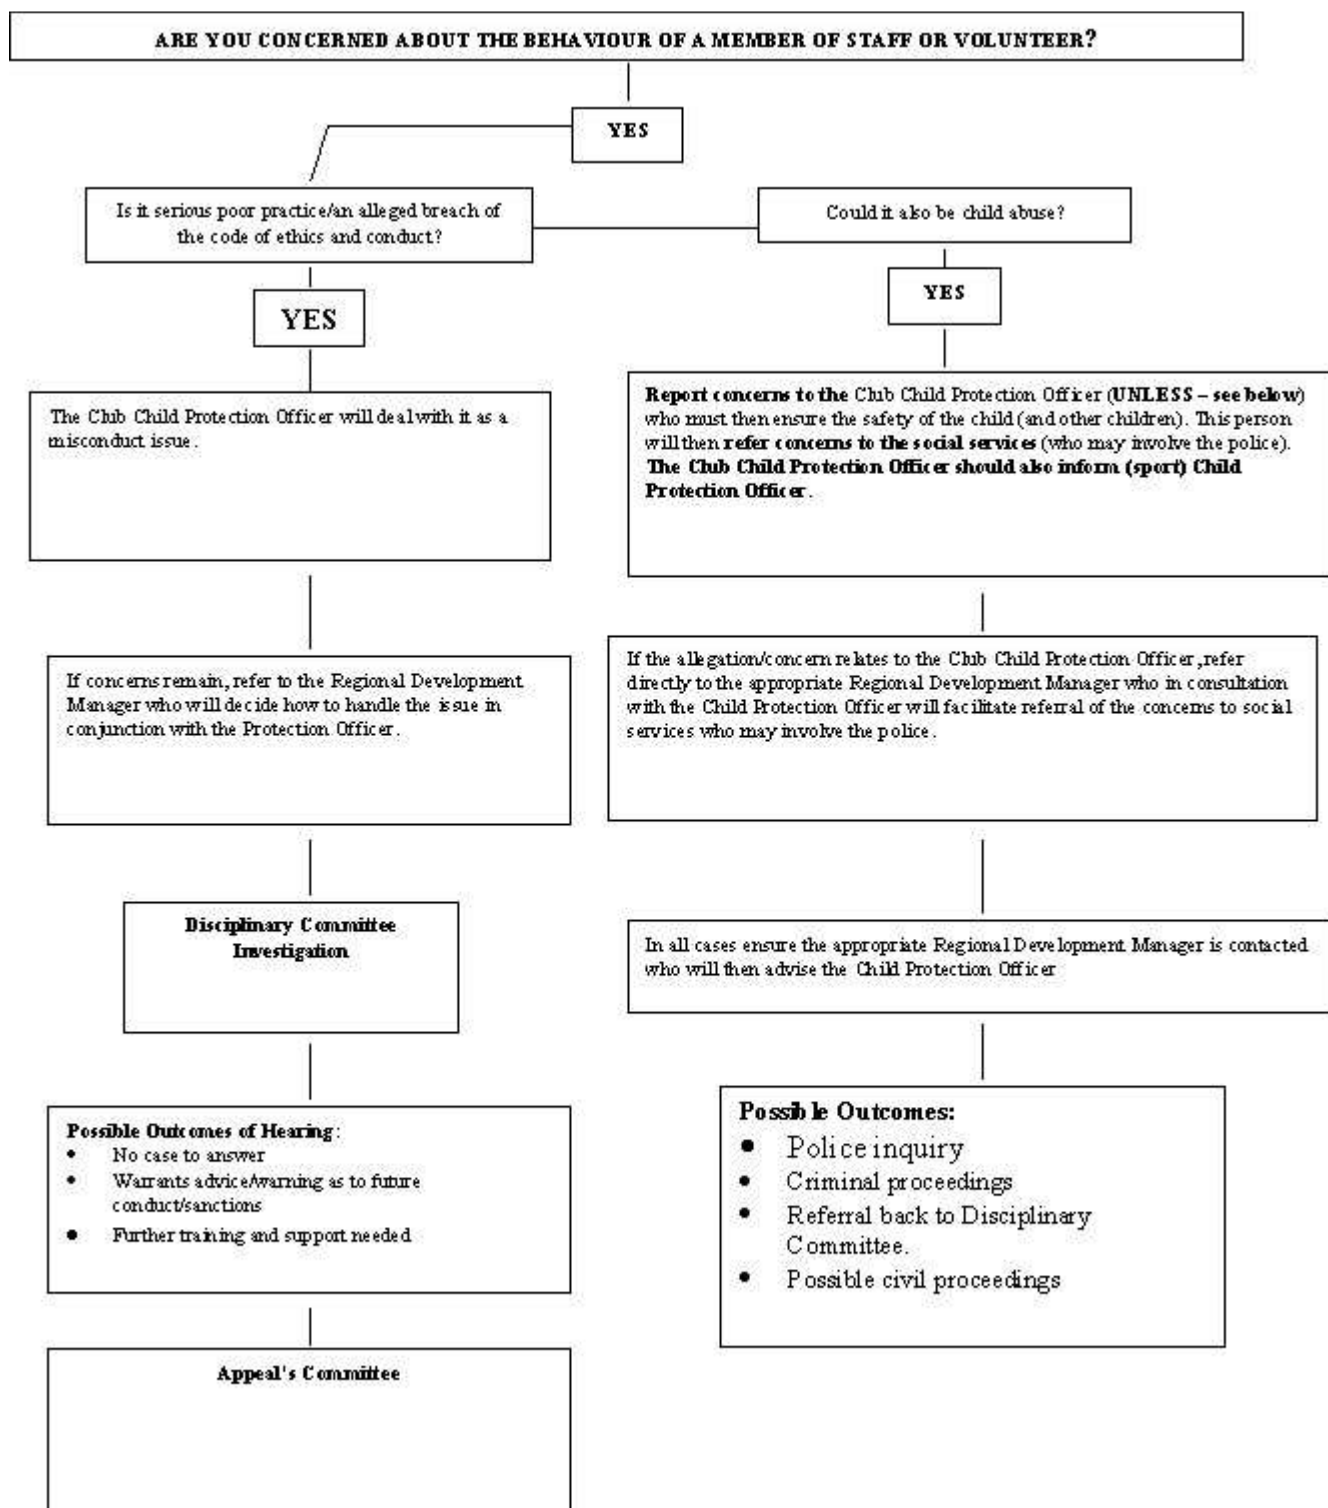 ARE YOU CONCERNED ABOUT THE BEHAVIOUR OF A MEMBER OF STAFF OR VOLUNTEER?
YES
Is it serious poor practice/an alleged breach of
the code of ethics and conduct?
Could it also be child abuse?
YES
YES
The Club Child Protection Officer will deal with it as a
misconduct issue.
Report concerns to the Club Child Protection Officer (UNLESS – see below)
who must then ensure the safety of the child (and other children). This person
will then refer concerns to the social services (who may involve the police).
The Club Child Protection Officer should also inform (sport) Child
Protection Officer.
If concerns remain, refer to the Regional Development
Manager who will decide how to handle the issue in
conjunction with the Protection Officer.
If the allegation/concern relates to the Club Child Protection Officer, refer
directly to the appropriate Regional Development Manager who in consultation
with the Child Protection Officer will facilitate referral of the concerns to social
services who may involve the police.
Disciplinary Committee
Investigation
In all cases ensure the appropriate Regional Development Manager is contacted
who will then advise the Child Protection Officer
Possible Outcomes of Hearing:
• No case to answer
• Warrants advice/warning as to future
conduct/sanctions
• Further training and support needed
Possible Outcomes:
• Police inquiry
• Criminal proceedings
• Referral back to Disciplinary
Committee.
• Possible civil proceedings
Appeal's Committee